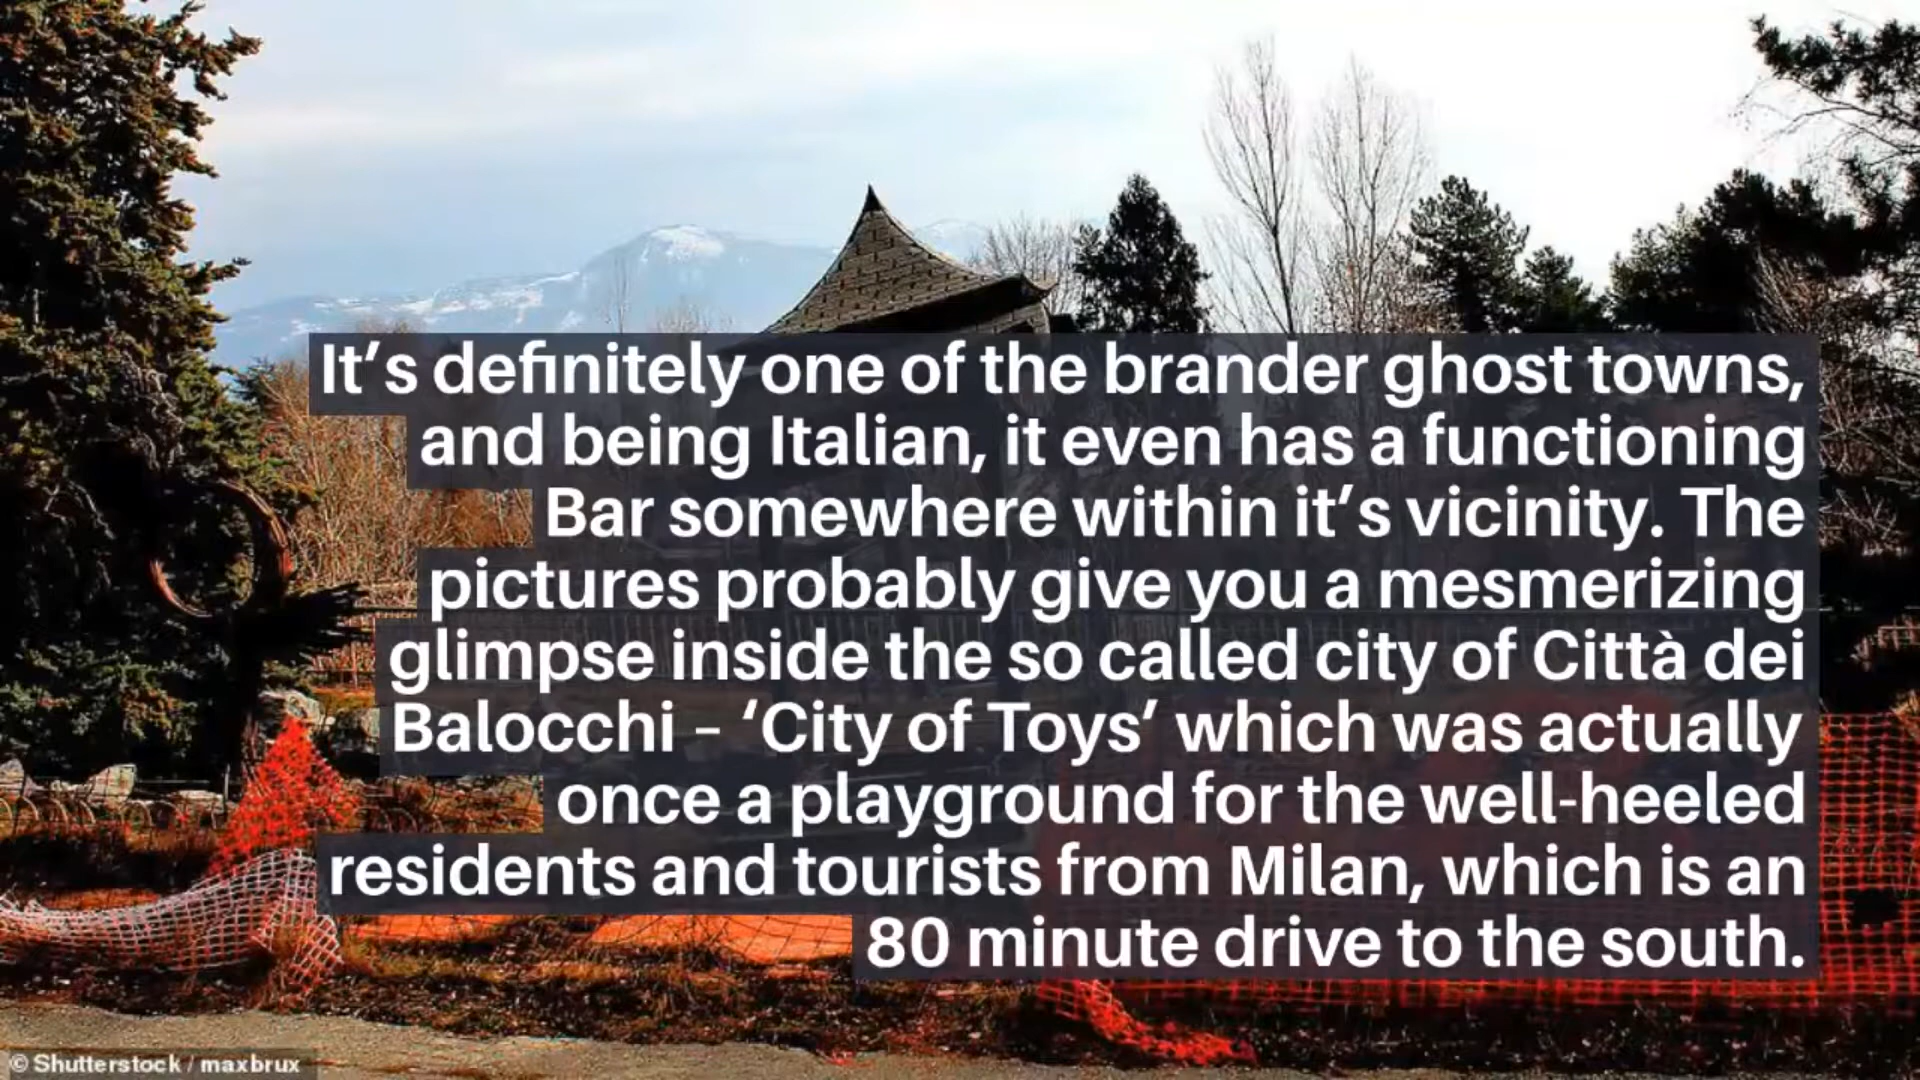 It’s definitely one of the brander ghost towns,
and being Italian, it even has a functioning
Bar somewhere within it’s vicinity. The
pictures probably give you a mesmerizing
glimpse inside the so called city of Città dei
Balocchi – ‘City of Toys’ which was actually
once a playground for the well-heeled
residents and tourists from Milan, which is an
80 minute drive to the south.
© Shutterstock / maxbrux